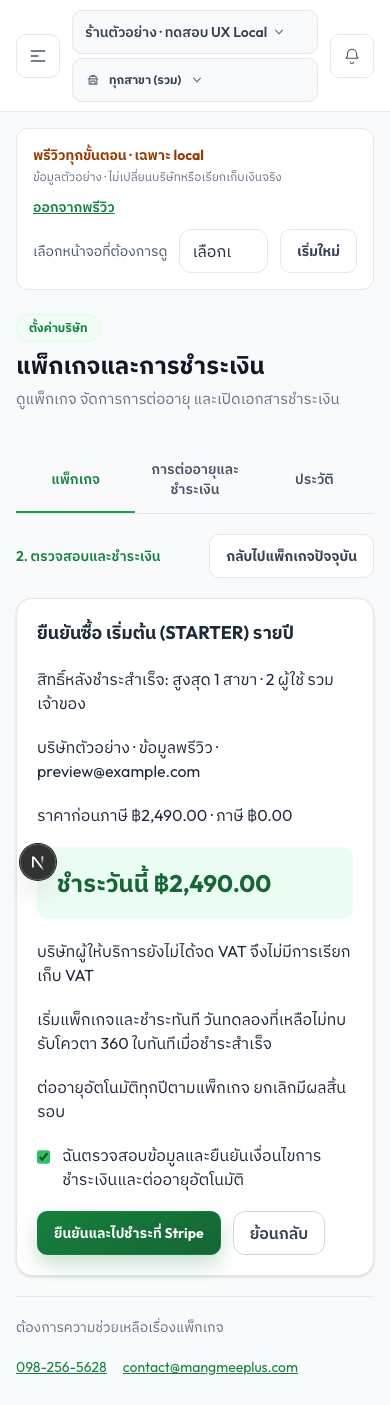 ร้านตัวอย่าง · ทดสอบ UX Local
ทุกสาขา (รวม)
พรีวิวทุกขั้นตอน · เฉพาะ local
ข้อมูลตัวอย่าง · ไม่เปลี่ยนบริษัทหรือเรียกเก็บเงินจริง
ออกจากพรีวิว
เลือกหน้าจอที่ต้องการดู
เลือกเ
เริ่มใหม่
ตั้งค่าบริษัท
แพ็กเกจและการชำระเงิน
ดูแพ็กเกจ จัดการการต่ออายุ และเปิดเอกสารชำระเงิน
แพ็กเกจ
การต่ออายุและ
ชำระเงิน
ประวัติ
2. ตรวจสอบและชำระเงิน
กลับไปแพ็กเกจปัจจุบัน
ยืนยันซื้อ เริ่มต้น (STARTER) รายปี
สิทธิ์หลังชำระสำเร็จ: สูงสุด 1 สาขา · 2 ผู้ใช้ รวม
เจ้าของ
บริษัทตัวอย่าง · ข้อมูลพรีวิว ·
preview@example.com
ราคาก่อนภาษี ฿2,490.00 · ภาษี ฿0.00
N
ชำระวันนี้ ฿2,490.00
บริษัทผู้ให้บริการยังไม่ได้จด VAT จึงไม่มีการเรียก
เก็บ VAT
เริ่มแพ็กเกจและชำระทันที วันทดลองที่เหลือไม่ทบ
รับโควตา 360 ใบทันทีเมื่อชำระสำเร็จ
ต่ออายุอัตโนมัติทุกปีตามแพ็กเกจ ยกเลิกมีผลสิ้น
รอบ
ฉันตรวจสอบข้อมูลและยืนยันเงื่อนไขการ
ชำระเงินและต่ออายุอัตโนมัติ
ยืนยันและไปชำระที่ Stripe
ย้อนกลับ
ต้องการความช่วยเหลือเรื่องแพ็กเกจ
098-256-5628
contact@mangmeeplus.com